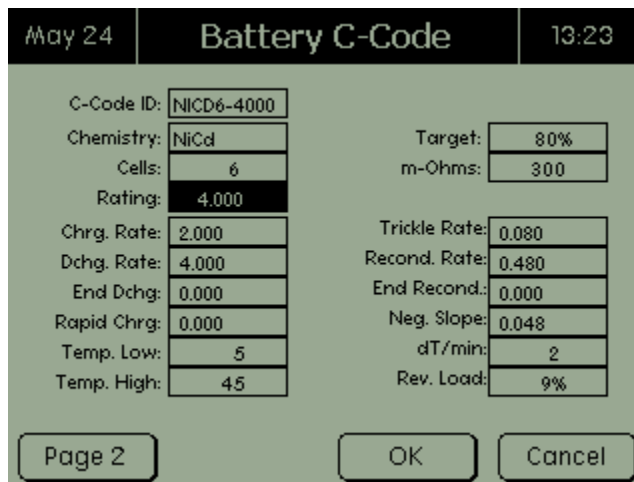 May 24 Battery C-Code 13:23
C-Code ID: NICD6-4000
Chemistry: NiCd Target: 80%
Cells: 6 m-Ohms: 300
Rating: 4.000
Chrg. Rate: 2.000 Trickle Rate: 0.080
Dchg. Rate: 4.000 Recond. Rate: 0.480
End Dchg: 0.000 End Recond.: 0.000
Rapid Chrg: 0.000 Neg. Slope: 0.048
Temp. Low: 5 dT/min: 2
Temp. High: 45 Rev. Load: 9%
Page 2 OK Cancel